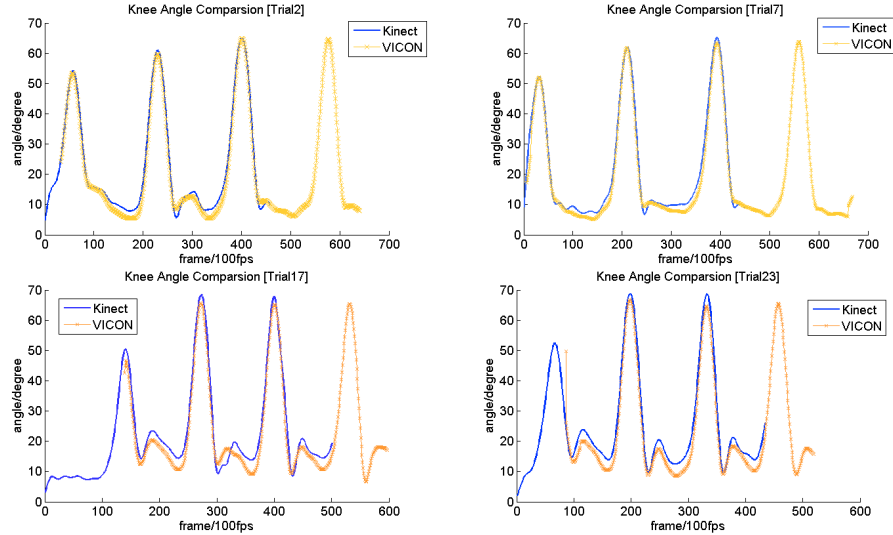 Knee Angle Comparsion [Trial2]
Kinect
VICON
angle/degree
70
60
50
40
30
20
10
0
0 100 200 300 400 500 600 700
frame/100fps
Knee Angle Comparsion [Trial7]
Kinect
VICON
angle/degree
70
60
50
40
30
20
10
0
0 100 200 300 400 500 600 700
frame/100fps
Knee Angle Comparsion [Trial17]
Kinect
VICON
angle/degree
70
60
50
40
30
20
10
0
0 100 200 300 400 500 600
frame/100fps
Knee Angle Comparsion [Trial23]
Kinect
VICON
angle/degree
70
60
50
40
30
20
10
0
0 100 200 300 400 500 600
frame/100fps